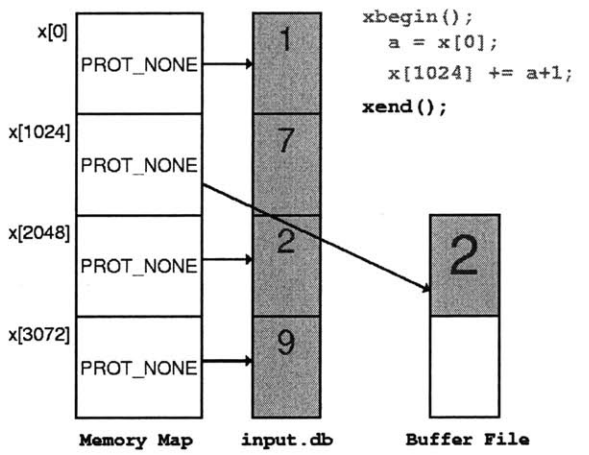 x[0]
PROT_NONE
1
xbegin();
a = x[0];
x[1024] += a+1;
xend();
x[1024]
PROT_NONE
7
x[2048]
PROT_NONE
2
2
x[3072]
PROT_NONE
9
Memory Map
input.db
Buffer File